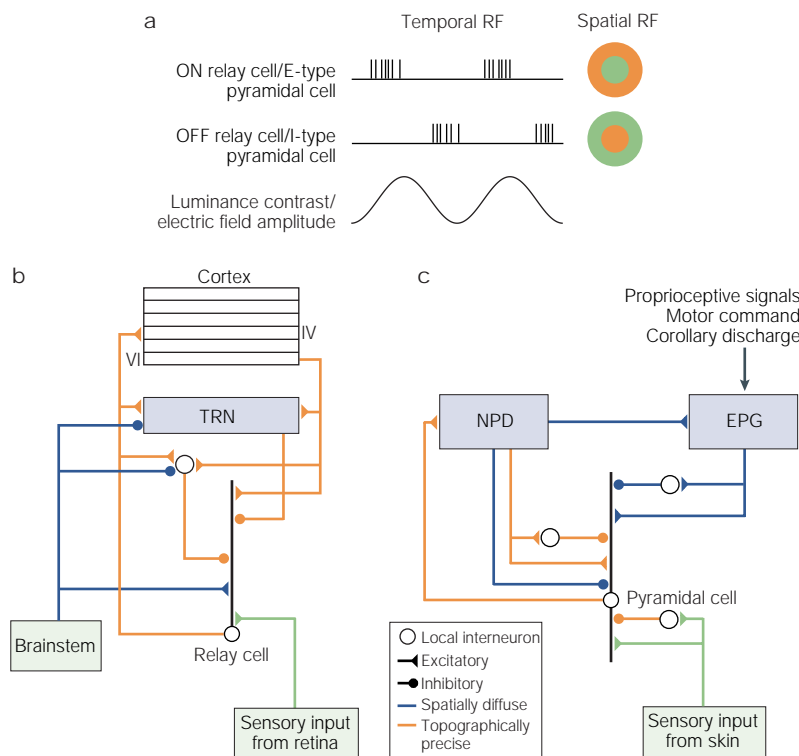 a
Temporal RF
Spatial RF
ON relay cell/E-type
pyramidal cell
OFF relay cell/I-type
pyramidal cell
Luminance contrast/
electric field amplitude
b
Cortex
IV
VI
TRN
Brainstem
Relay cell
Sensory input
from retina
c
Proprioceptive signals
Motor command
Corollary discharge
NPD
EPG
Pyramidal cell
Local interneuron
Excitatory
Inhibitory
Spatially diffuse
Topographically
precise
Sensory input
from skin